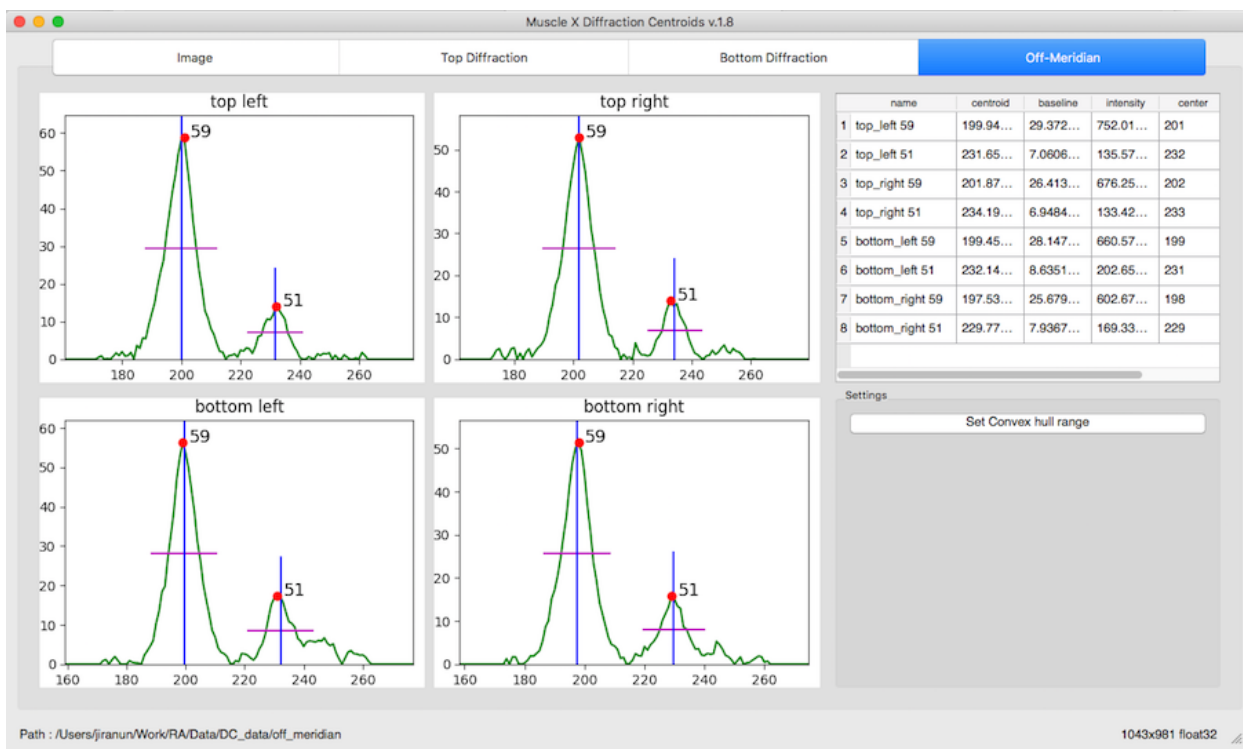 Muscle X Diffraction Centroids v.1.8
Image Top Diffraction Bottom Diffraction Off-Meridian
top left
60
50
40
30
20
10
0
59
51
180 200 220 240 260
top right
50
40
30
20
10
0
59
51
180 200 220 240 260
name centroid baseline intensity center
1 top_left 59 199.94... 29.372... 752.01... 201
2 top_left 51 231.65... 7.0606... 135.57... 232
3 top_right 59 201.87... 26.413... 676.25... 202
4 top_right 51 234.19... 6.9484... 133.42... 233
5 bottom_left 59 199.45... 28.147... 660.57... 199
6 bottom_left 51 232.14... 8.6351... 202.65... 231
7 bottom_right 59 197.53... 25.679... 602.67... 198
8 bottom_right 51 229.77... 7.9367... 169.33... 229
bottom left
60
50
40
30
20
10
0
59
51
160 180 200 220 240 260
bottom right
50
40
30
20
10
0
59
51
160 180 200 220 240 260
Settings
Set Convex hull range
Path : /Users/jiranun/Work/RA/Data/DC_data/off_meridian
1043x981 float32